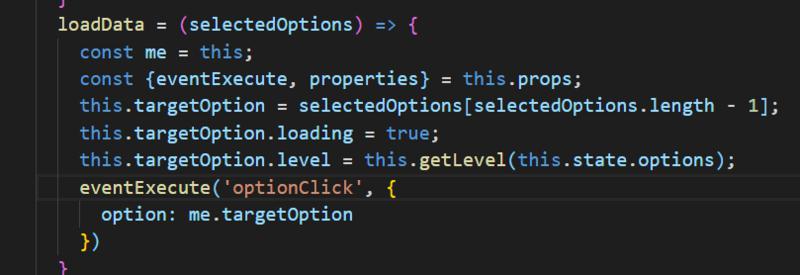 }
loadData = (selectedOptions) => {
const me = this;
const {eventExecute, properties} = this.props;
this.targetOption = selectedOptions[selectedOptions.length - 1];
this.targetOption.loading = true;
this.targetOption.level = this.getLevel(this.state.options);
eventExecute('optionClick', {
option: me.targetOption
})
}